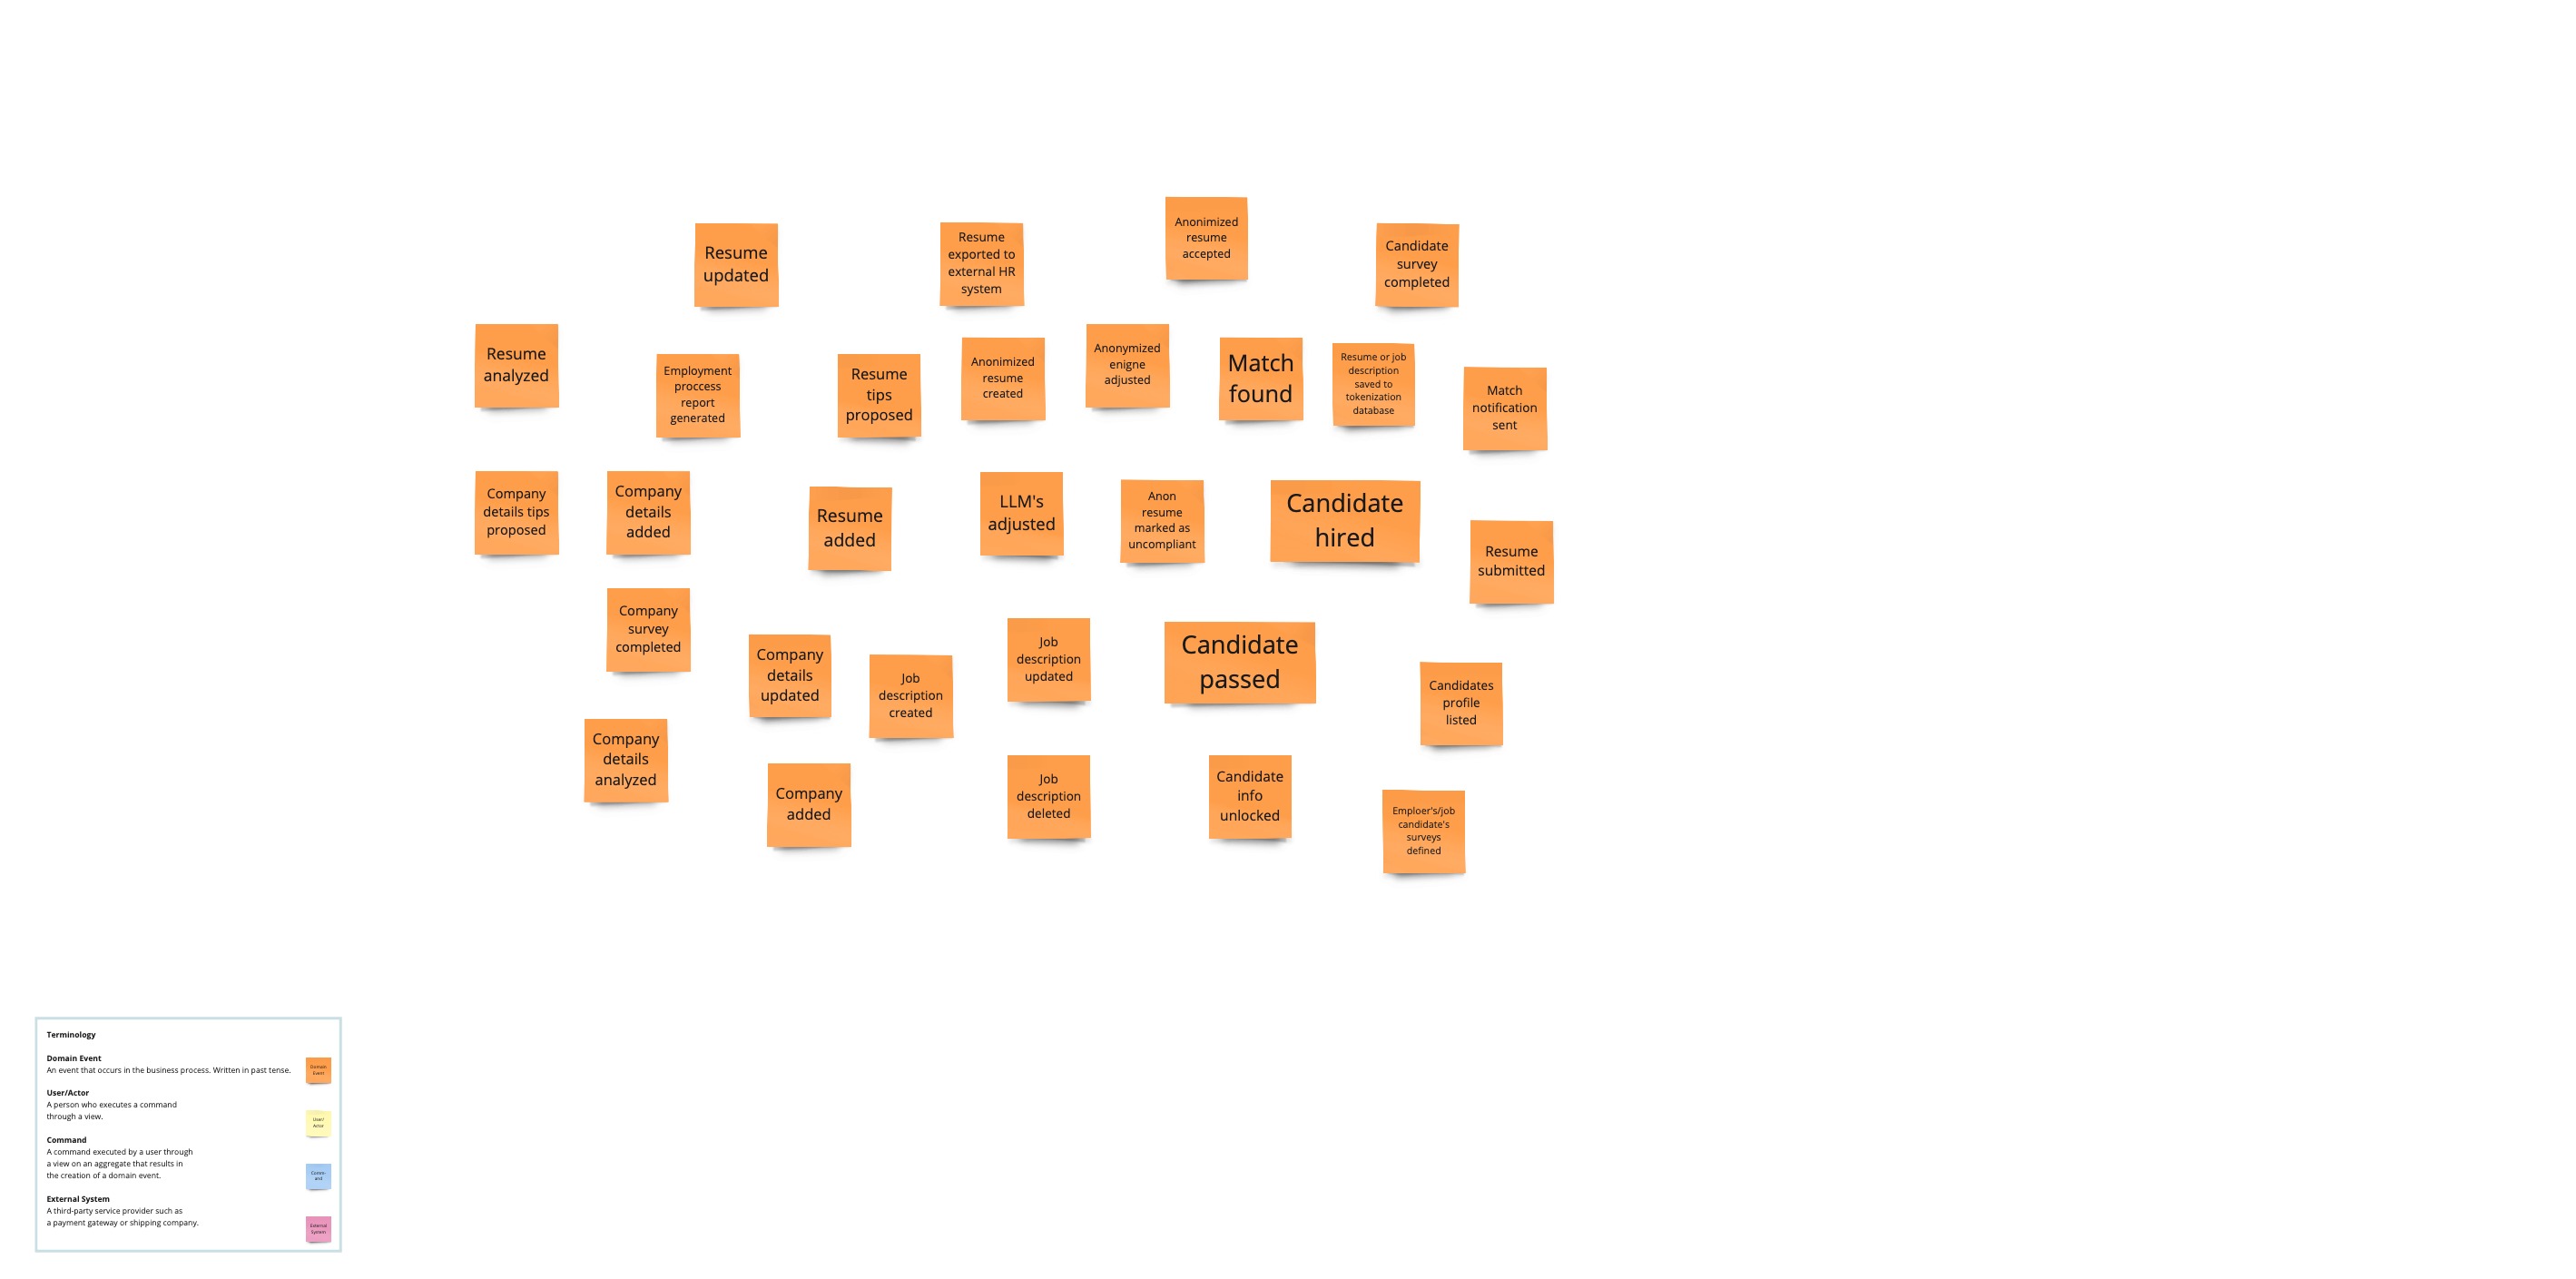 Anonimized
resume
accepted
Resume
updated
Resume
exported to
external HR
system
Candidate
survey
completed
Resume
analyzed
Employment
proccess
report
generated
Resume
tips
proposed
Anonimized
resume
created
Anonymized
enigne
adjusted
Match
found
Resume or job
description
saved to
tokenization
database
Match
notification
sent
Company
details tips
proposed
Company
details
added
Resume
added
LLM's
adjusted
Anon
resume
marked as
uncompliant
Candidate
hired
Resume
submitted
Company
survey
completed
Company
details
updated
Job
description
created
Job
description
updated
Candidate
passed
Candidates
profile
listed
Company
details
analyzed
Company
added
Job
description
deleted
Candidate
info
unlocked
Emploer's/job
candidate's
surveys
defined
Terminology
Domain Event
An event that occurs in the business process. Written in past tense.
Domain
Event
User/Actor
A person who executes a command
through a view.
User/
Actor
Command
A command executed by a user through
a view on an aggregate that results in
the creation of a domain event.
Comm-
and
External System
A third-party service provider such as
a payment gateway or shipping company.
External
System